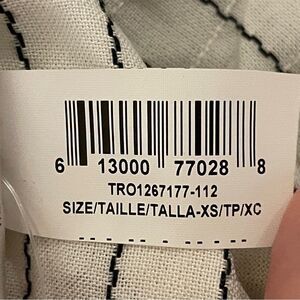 6 13000 77028 8
TRO1267177-112
SIZE/TAILLE/TALLA-XS/TP/XC